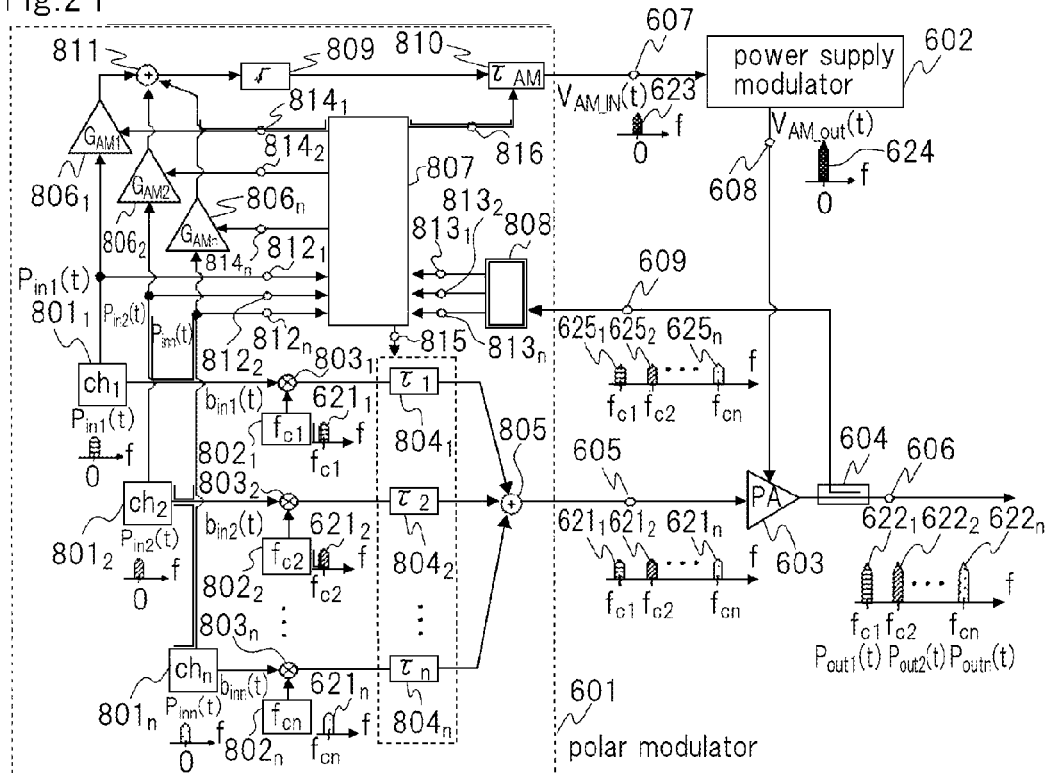 Fig.21
811
809
810
607
602
power supply
modulator
√
τ AM
V_AM_IN(t)
623
f
0
V_AM_out(t)
608
624
f
0
814₁
814₂
816
807
G_AM1
806₁
G_AM2
806₂
G_AMn
806ₙ
814ₙ
812₁
812₂
812ₙ
813₁
813₂
808
813ₙ
815
609
P_in1(t)
P_in2(t)
P_inn(t)
801₁
ch₁
P_in1(t)
f
0
b_in1(t)
803₁
802₁
f_c1
621₁
f
f_c1
τ 1
804₁
625₁ 625₂ 625ₙ
• • •
f
f_c1 f_c2 f_cn
805
605
604
606
PA
603
801₂
ch₂
P_in2(t)
f
0
b_in2(t)
803₂
802₂
f_c2
621₂
f
f_c2
τ 2
804₂
621₁ 621₂ 621ₙ
• • •
f
f_c1 f_c2 f_cn
622₁ 622₂ 622ₙ
• • •
f
f_c1 f_c2 f_cn
P_out1(t) P_out2(t) P_outn(t)
801ₙ
chₙ
P_inn(t)
f
0
b_inn(t)
803ₙ
802ₙ
f_cn
621ₙ
f
f_cn
τ n
804ₙ
601
polar modulator